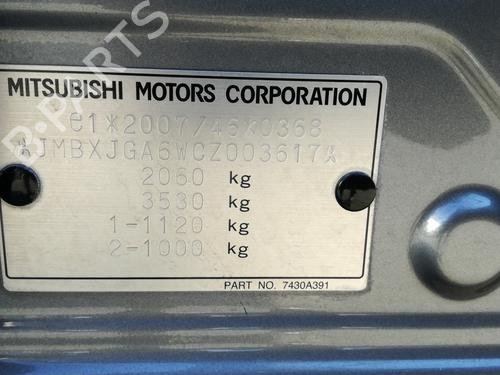 MITSUBISHI MOTORS CORPORATION
e1*2007/46*0368
*JMBXJGA6WCZ003617*
2060 kg
3530 kg
1-1120 kg
2-1000 kg
PART NO. 7430A391
B-PARTS